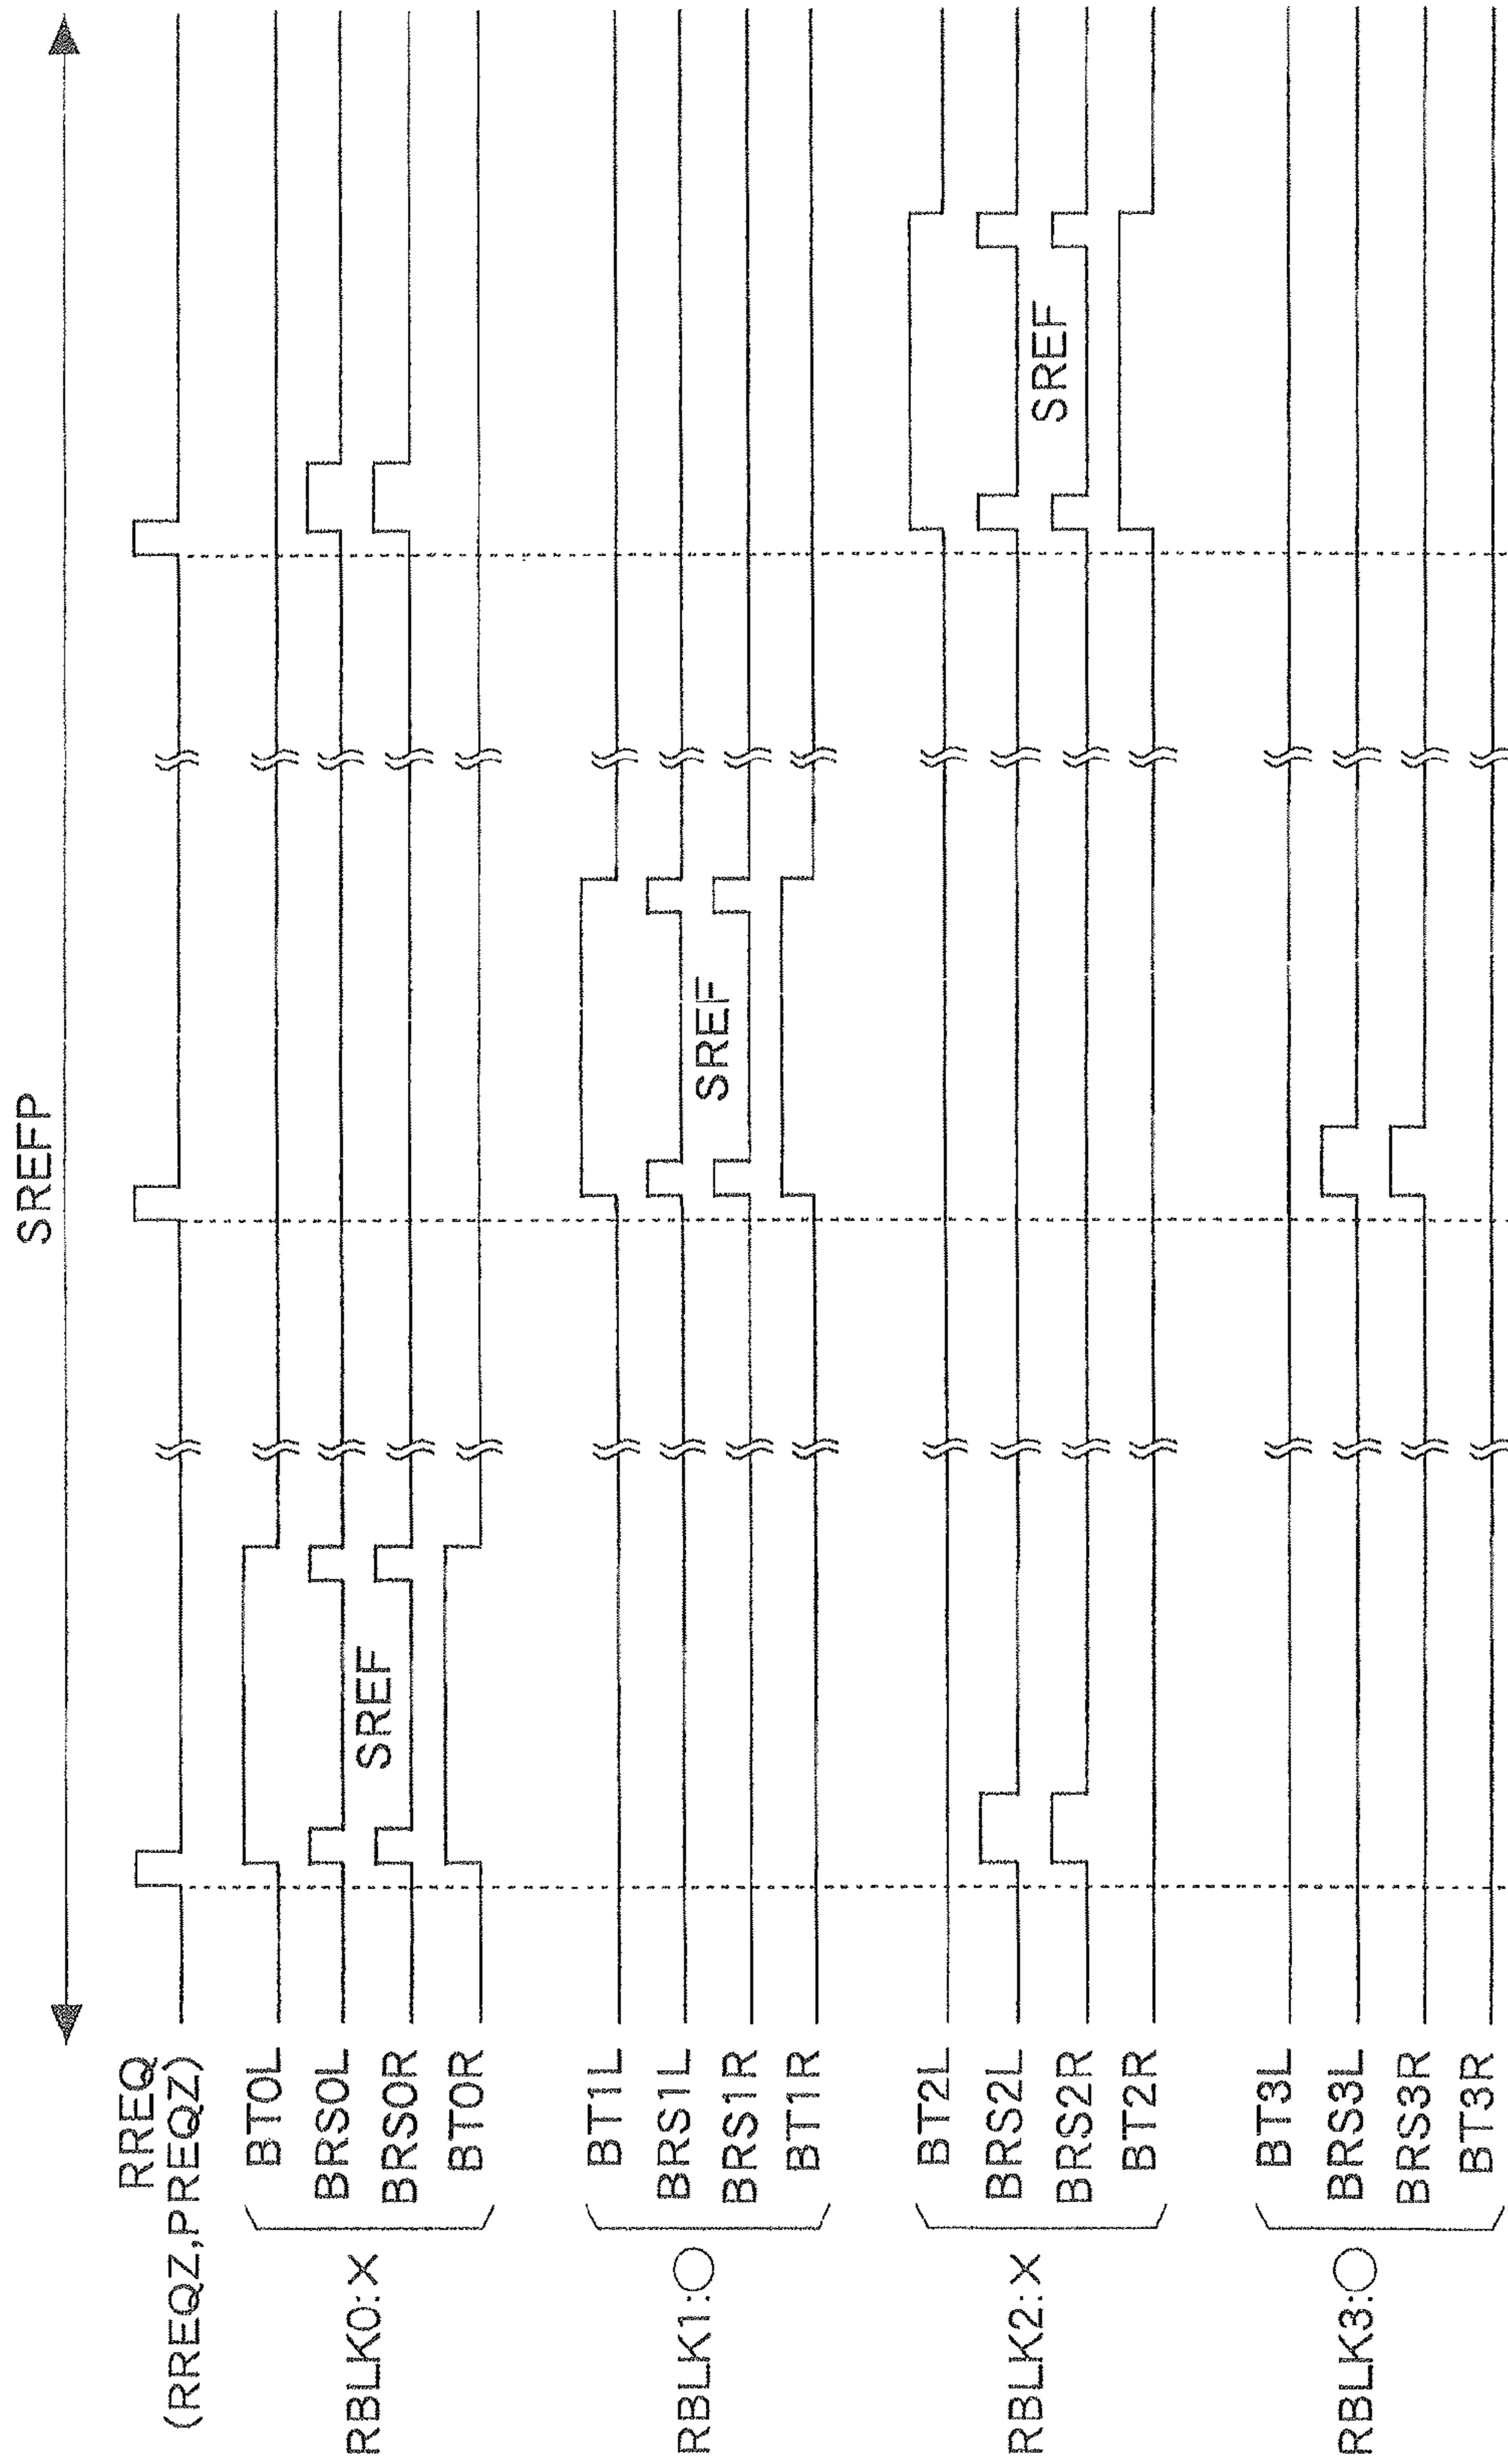 SREFP
RREQ
(RREQZ,PREQZ)
RBLK0:×
BT0L
BRS0L
SREF
BRS0R
BT0R
RBLK1:○
BT1L
BRS1L
SREF
BRS1R
BT1R
RBLK2:×
BT2L
BRS2L
SREF
BRS2R
BT2R
RBLK3:○
BT3L
BRS3L
BRS3R
BT3R